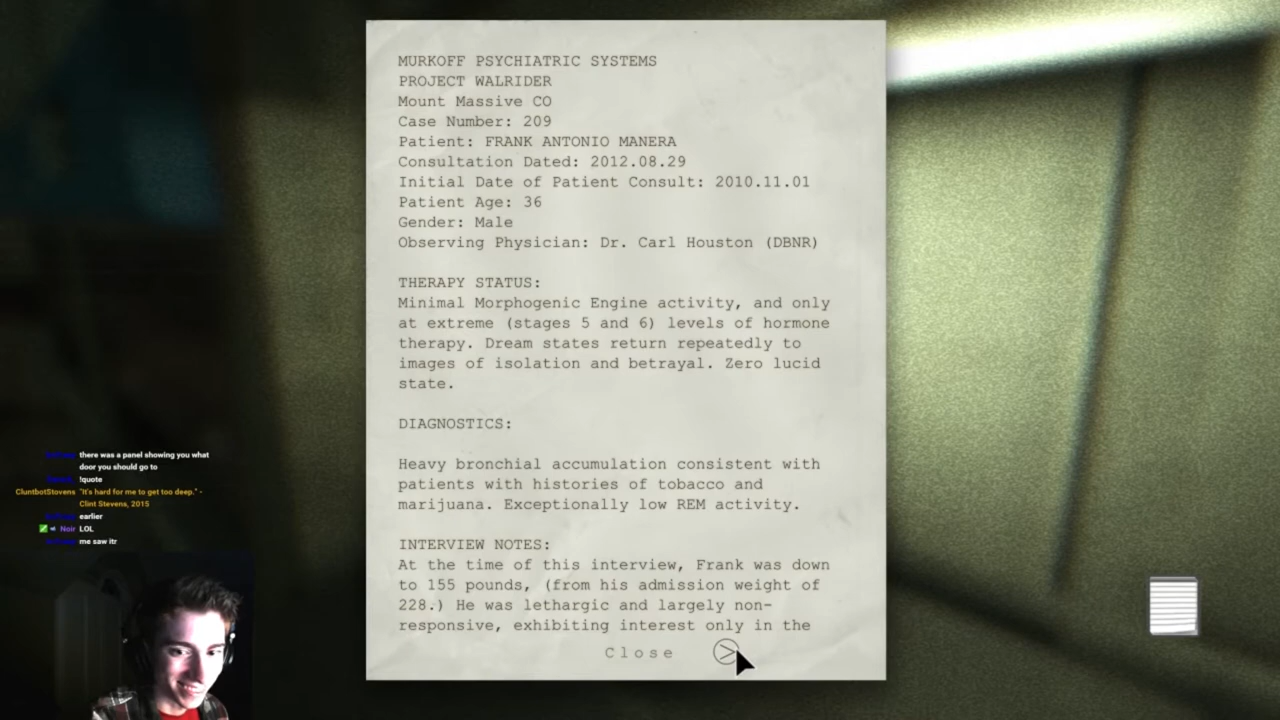 MURKOFF PSYCHIATRIC SYSTEMS
PROJECT WALRIDER
Mount Massive CO
Case Number: 209
Patient: FRANK ANTONIO MANERA
Consultation Dated: 2012.08.29
Initial Date of Patient Consult: 2010.11.01
Patient Age: 36
Gender: Male
Observing Physician: Dr. Carl Houston (DBNR)
THERAPY STATUS:
Minimal Morphogenic Engine activity, and only
at extreme (stages 5 and 6) levels of hormone
therapy. Dream states return repeatedly to
images of isolation and betrayal. Zero lucid
state.
DIAGNOSTICS:
Heavy bronchial accumulation consistent with
patients with histories of tobacco and
marijuana. Exceptionally low REM activity.
INTERVIEW NOTES:
At the time of this interview, Frank was down
to 155 pounds, (from his admission weight of
228.) He was lethargic and largely non-
responsive, exhibiting interest only in the
Close >
there was a panel showing you what
door you should go to
!quote
CluntbotStevens "It's hard for me to get too deep." -
Clint Stevens, 2015
earlier
Noir LOL
me saw itr